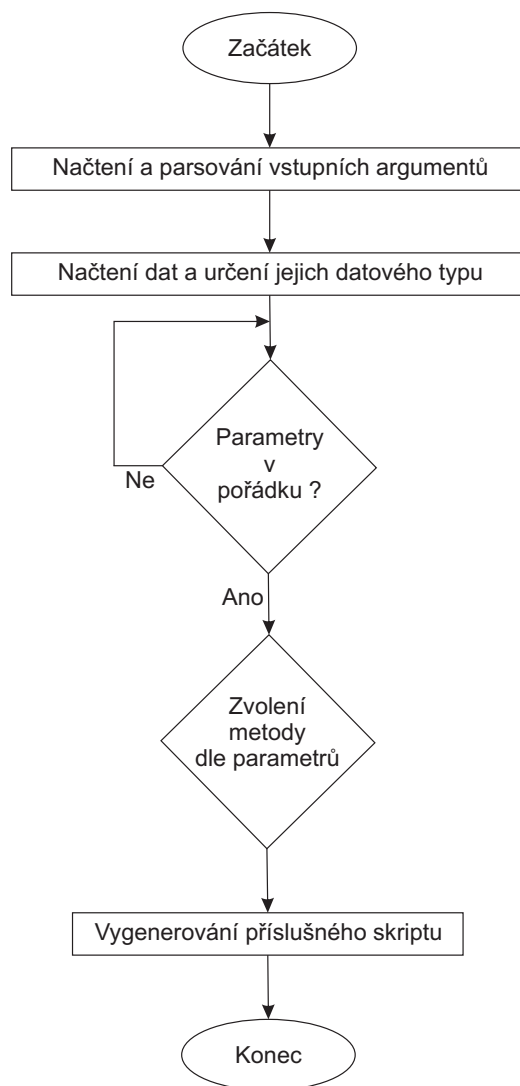 Začátek
Načtení a parsování vstupních argumentů
Načtení dat a určení jejich datového typu
Parametry
v
pořádku ?
Ne
Ano
Zvolení
metody
dle parametrů
Vygenerování příslušného skriptu
Konec